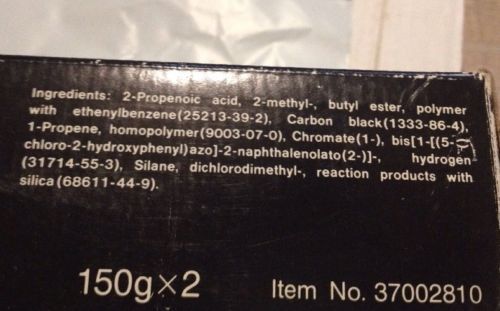 Ingredients: 2-Propenoic acid, 2-methyl-, butyl ester, polymer
with ethenylbenzene(25213-39-2), Carbon black(1333-86-4),
1-Propene, homopolymer(9003-07-0), Chromate(1-), bis[1-[(5-
chloro-2-hydroxyphenyl)azo]-2-naphthalenolato(2-)]-, hydrogen
(31714-55-3), Silane, dichlorodimethyl-, reaction products with
silica(68611-44-9).
150g×2
Item No. 37002810